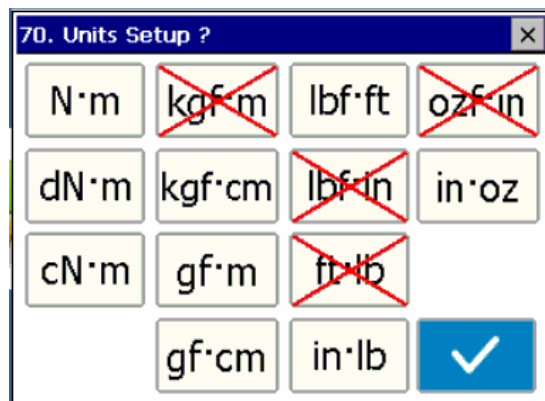 70. Units Setup ?
N·m kgf·m lbf·ft ozf·in
dN·m kgf·cm lbf·in in·oz
cN·m gf·m ft·lb
gf·cm in·lb